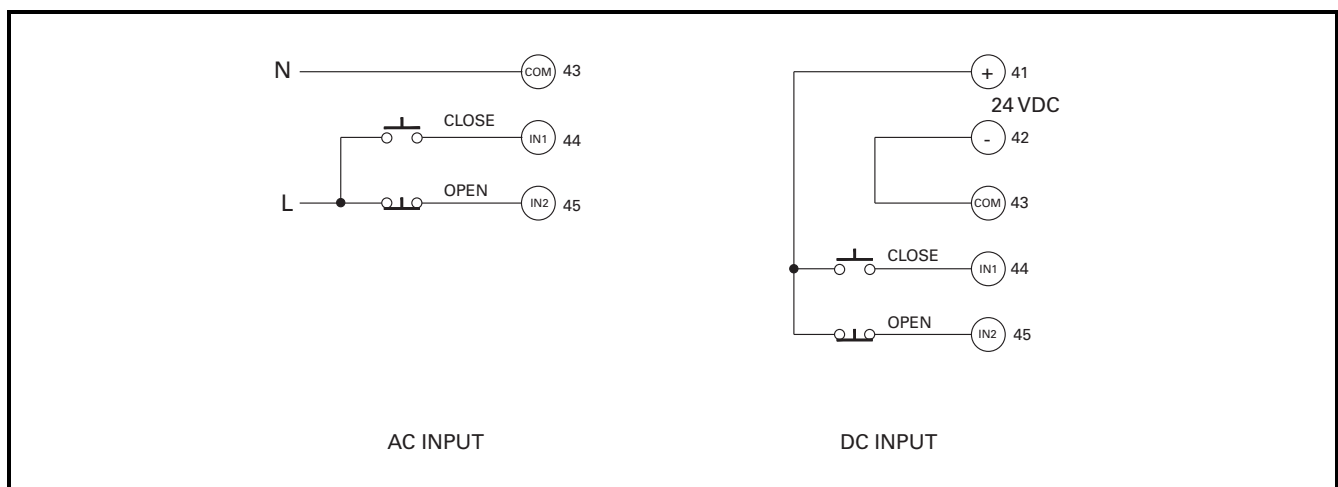 N COM 43
CLOSE IN1 44
L OPEN IN2 45
AC INPUT
+ 41
24 VDC
- 42
COM 43
CLOSE IN1 44
OPEN IN2 45
DC INPUT